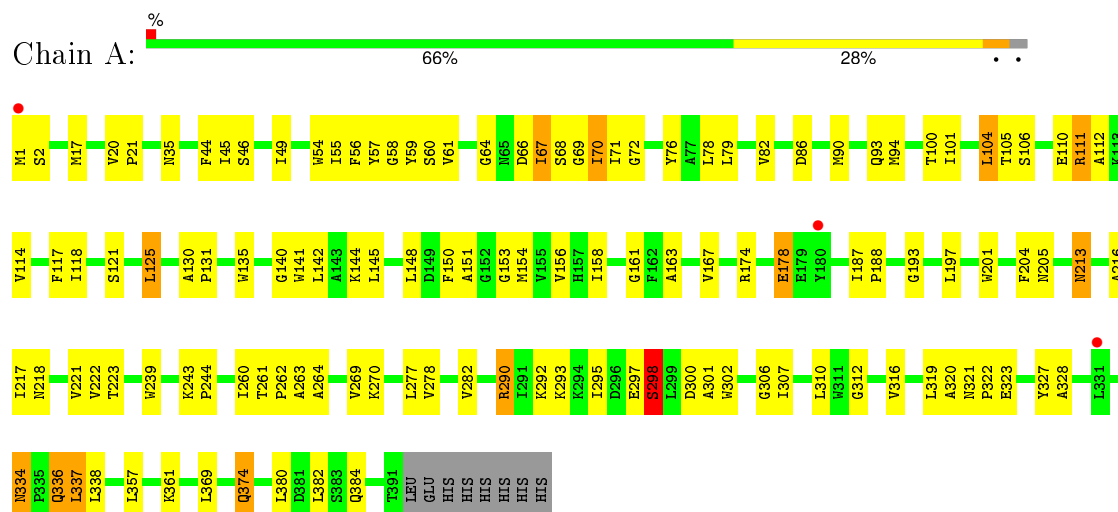 %
Chain A:
66%
28%
M1 S2 M17 V20 P21 N35 F44 I45 S46 I49 W54 I55 F56 Y57 G58 Y59 S60 V61 G64 N65 D66 I67 S68 G69 I70 I71 G72 Y76 A77 L78 L79 V82 D86 M90 Q93 M94 T100 I101 L104 T105 S106 E110 R111 A112 K113
V114 F117 I118 S121 L125 A130 P131 W135 G140 W141 L142 A143 K144 L145 L148 D149 F150 A151 G152 G153 M154 V155 V156 H157 I158 G161 F162 A163 V167 R174 E178 E179 Y180 I187 P188 G193 L197 W201 F204 N205 N213 A216
I217 N218 V221 V222 T223 W239 K243 P244 I260 T261 P262 A263 A264 V269 K270 L277 V278 V282 R290 I291 K292 K293 K294 I295 D296 E297 S298 L299 D300 A301 W302 G306 I307 L310 W311 G312 V316 L319 A320 N321 P322 E323 Y327 A328 L331
N334 P335 Q336 L337 L338 L357 K361 L369 Q374 L380 D381 L382 S383 Q384 T391 LEU GLU HIS HIS HIS HIS HIS HIS